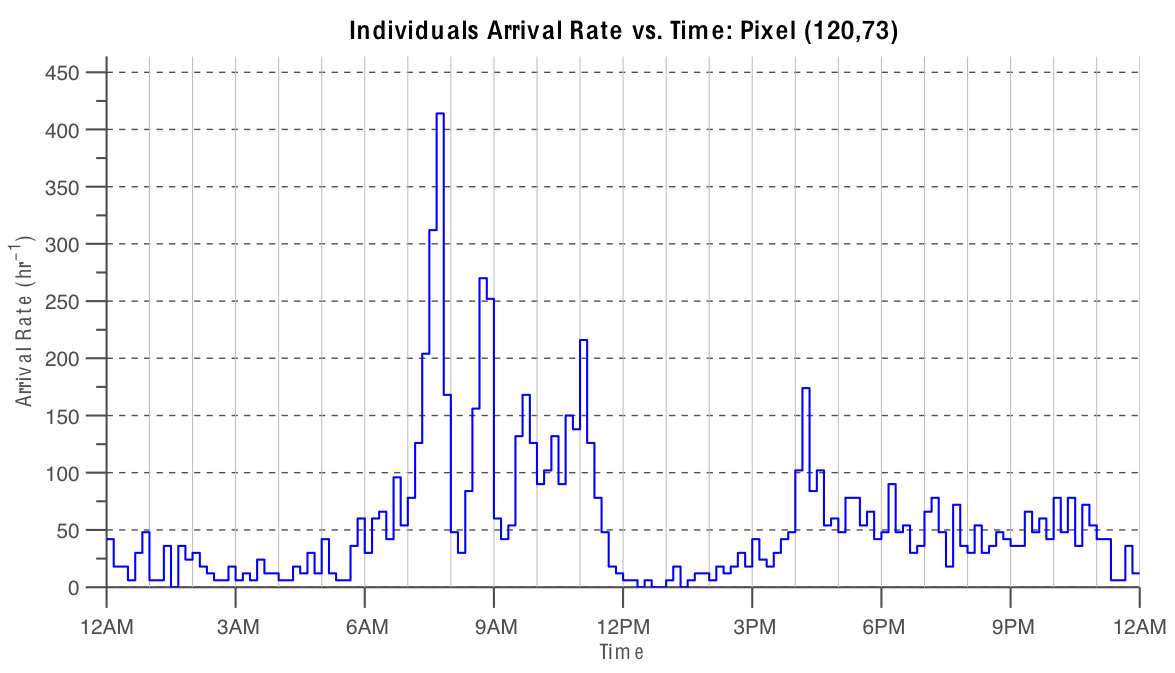 Individuals Arrival Rate vs. Time: Pixel (120,73)
450
400
350
300
250
200
150
100
50
0
Arrival Rate (hr⁻¹)
12AM 3AM 6AM 9AM 12PM 3PM 6PM 9PM 12AM
Time